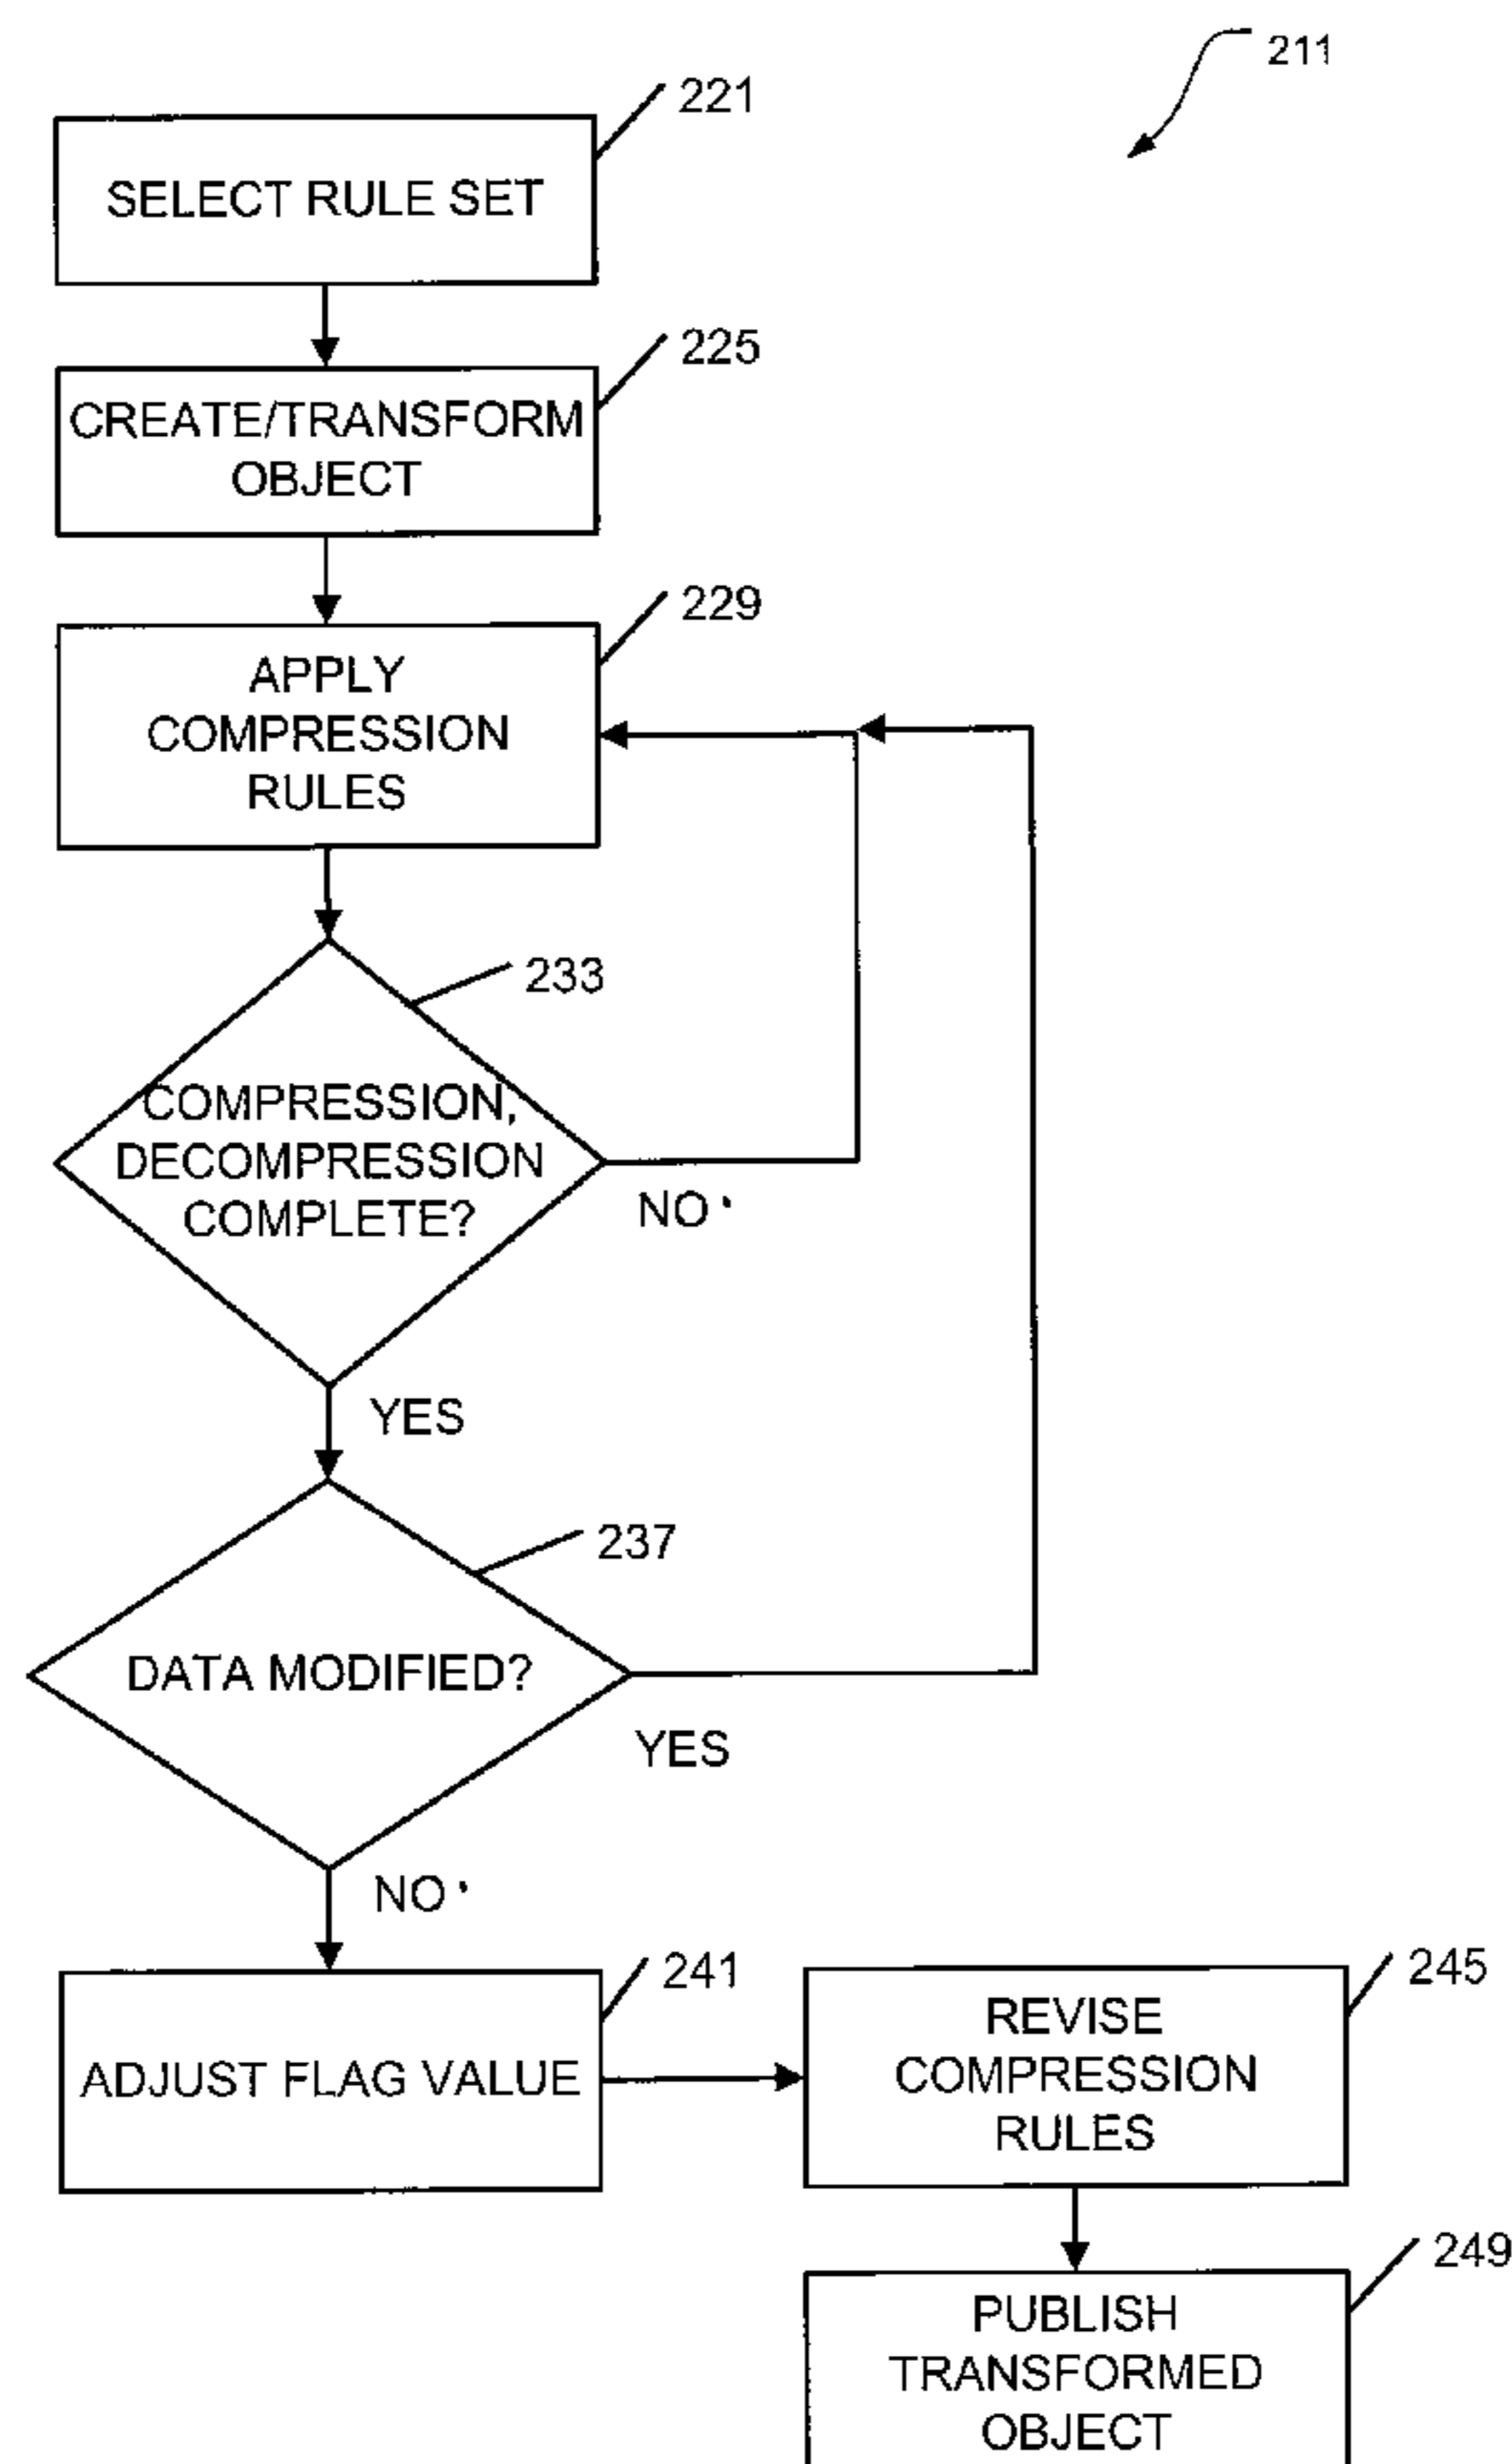 211
221
SELECT RULE SET
225
CREATE/TRANSFORM
OBJECT
229
APPLY
COMPRESSION
RULES
233
COMPRESSION,
DECOMPRESSION
COMPLETE?
NO
YES
237
DATA MODIFIED?
YES
NO
241
ADJUST FLAG VALUE
245
REVISE
COMPRESSION
RULES
249
PUBLISH
TRANSFORMED
OBJECT